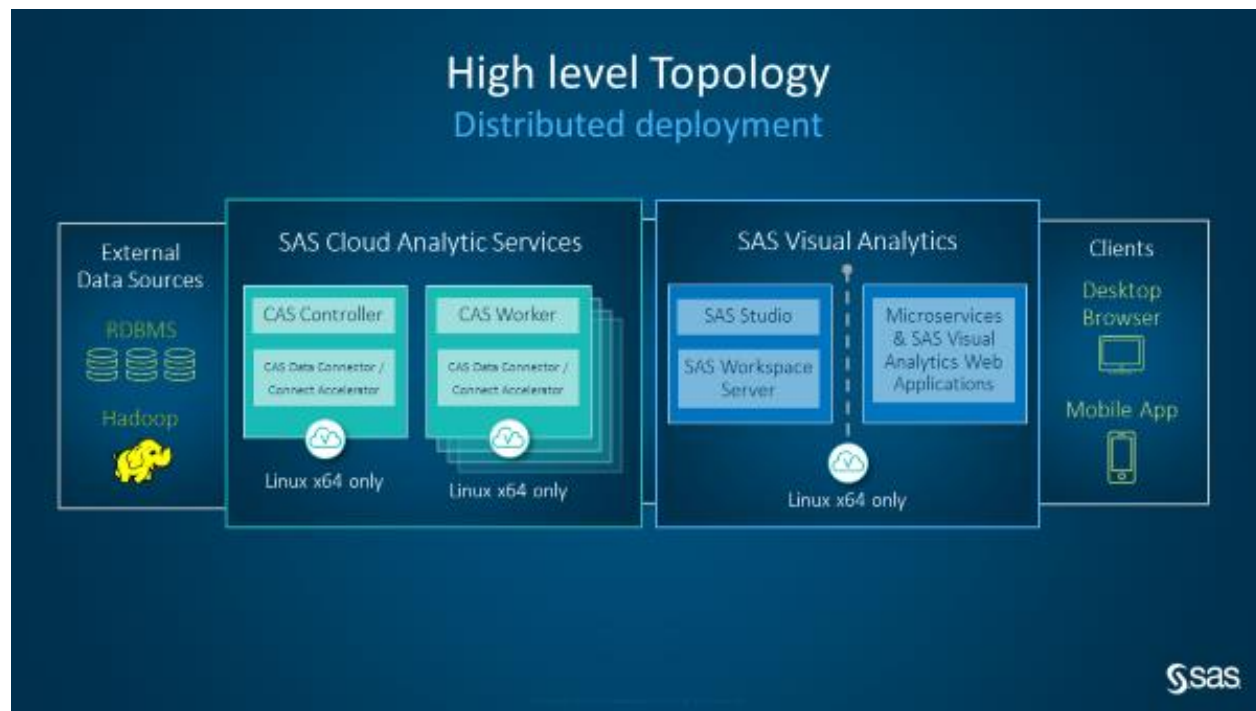 High level Topology
Distributed deployment
External
Data Sources
RDBMS
Hadoop
SAS Cloud Analytic Services
CAS Controller
CAS Data Connector /
Connect Accelerator
Linux x64 only
CAS Worker
CAS Data Connector /
Connect Accelerator
Linux x64 only
SAS Visual Analytics
SAS Studio
SAS Workspace
Server
Microservices
& SAS Visual
Analytics Web
Applications
Linux x64 only
Clients
Desktop
Browser
Mobile App
sas